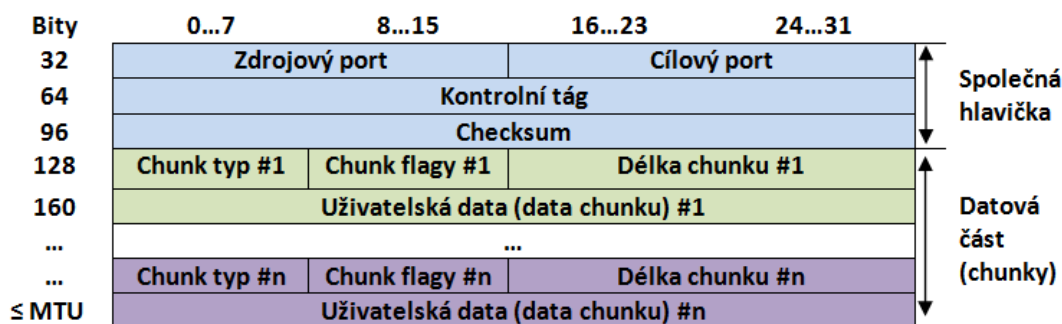 Bity 0...7 8...15 16...23 24...31
32 Zdrojový port Cílový port
64 Kontrolní tág
96 Checksum
Společná
hlavička
128 Chunk typ #1 Chunk flagy #1 Délka chunku #1
160 Uživatelská data (data chunku) #1
... ...
... Chunk typ #n Chunk flagy #n Délka chunku #n
≤ MTU Uživatelská data (data chunku) #n
Datová
část
(chunky)